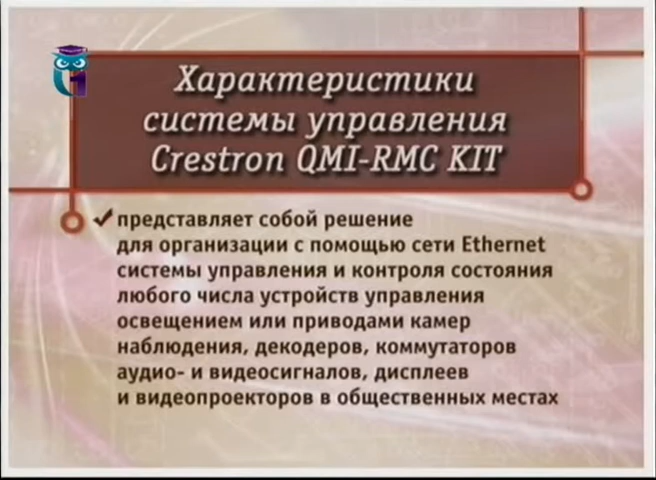 Характеристики
системы управления
Crestron QMI-RMC KIT
представляет собой решение
для организации с помощью сети Ethernet
системы управления и контроля состояния
любого числа устройств управления
освещением или приводами камер
наблюдения, декодеров, коммутаторов
аудио- и видеосигналов, дисплеев
и видеопроекторов в общественных местах